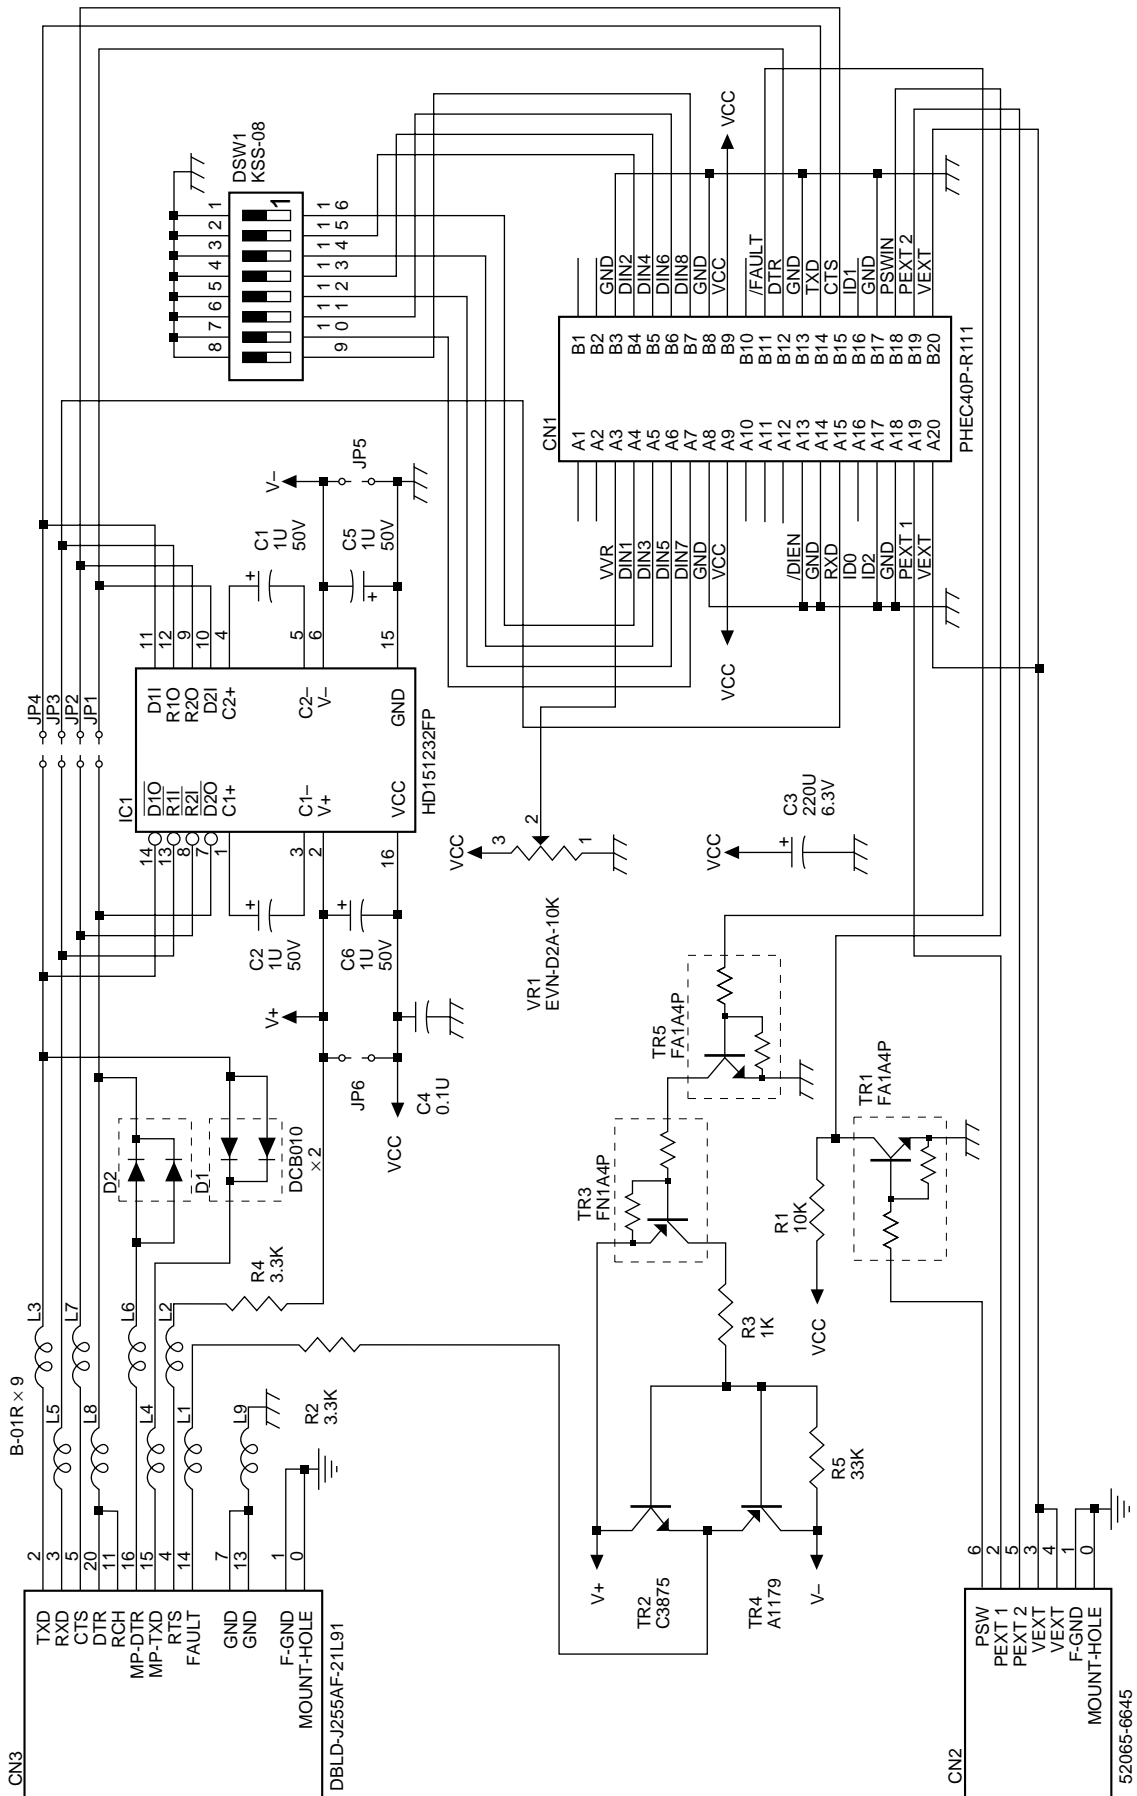 CN3
TXD
RXD
CTS
DTR
RCH
MP-DTR
MP-TXD
RTS
FAULT
GND
GND
F-GND
MOUNT-HOLE
DBLD-J255AF-21L91
2
3
5
20
11
16
15
4
14
7
13
1
0
B-01R × 9
L3
L5
L7
L8
L6
L4
L2
L1
L9
R4
3.3K
R2
3.3K
D2
D1
DCB010
×2
V+
JP6
VCC
C4
0.1U
C2
1U
50V
C6
1U
50V
IC1
14
13
8
7
1
3
2
16
D1O
R1I
R2I
D2O
C1+
C1–
V+
VCC
D1I
R1O
R2O
D2I
C2+
C2–
V–
GND
HD151232FP
11
12
9
10
4
5
6
15
JP4
JP3
JP2
JP1
C1
1U
50V
C5
1U
50V
V–
JP5
DSW1
KSS-08
1
1
2
3
4
5
6
7
8
16
15
14
13
12
11
10
9
VR1
EVN-D2A-10K
VCC
3
2
1
C3
220U
6.3V
VCC
CN1
A1
A2
A3
A4
A5
A6
A7
A8
A9
A10
A11
A12
A13
A14
A15
A16
A17
A18
A19
A20
B1
B2
B3
B4
B5
B6
B7
B8
B9
B10
B11
B12
B13
B14
B15
B16
B17
B18
B19
B20
PHEC40P-R111
VVR
DIN1
DIN3
DIN5
DIN7
GND
VCC
/DIEN
GND
RXD
ID0
ID2
GND
PEXT 1
VEXT
VCC
GND
DIN2
DIN4
DIN6
DIN8
GND
VCC
/FAULT
DTR
GND
TXD
CTS
ID1
GND
PSWIN
PEXT 2
VEXT
VCC
TR5
FA1A4P
TR3
FN1A4P
TR1
FA1A4P
R1
10K
VCC
R3
1K
R5
33K
V+
TR2
C3875
TR4
A1179
V–
CN2
PSW
PEXT 1
PEXT 2
VEXT
VEXT
F-GND
MOUNT-HOLE
6
2
5
3
4
1
0
52065-6645